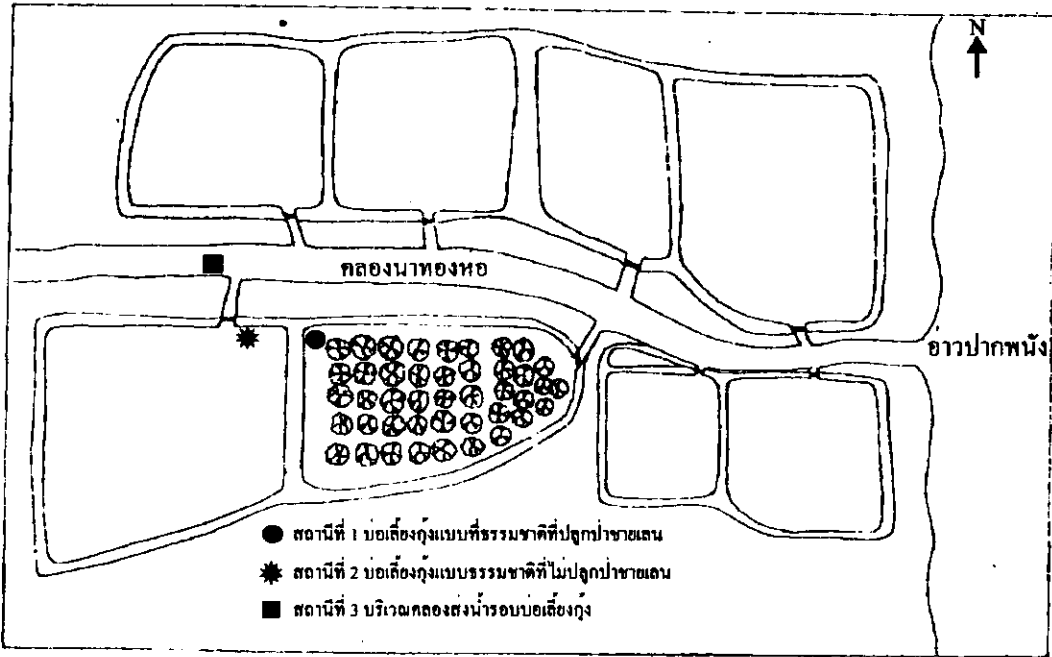 N
คลองนาทองหอ
อ่าวปากพนัง
สถานีที่ 1 บ่อเลี้ยงกุ้งแบบที่ธรรมชาติที่ปลูกป่าชายเลน
สถานีที่ 2 บ่อเลี้ยงกุ้งแบบธรรมชาติที่ไม่ปลูกป่าชายเลน
สถานีที่ 3 บริเวณคลองส่งน้ำรอบบ่อเลี้ยงกุ้ง